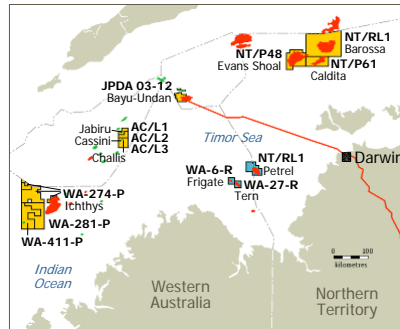 NT/P48
Evans Shoal
NT/RL1
Barossa
NT/P61
Caldita
JPDA 03-12
Bayu-Undan
Jabiru
Cassini
Challis
AC/L1
AC/L2
AC/L3
Timor Sea
WA-6-R
Frigate
NT/RL1
Petrel
WA-27-R
Tern
Darwin
WA-274-P
Ichthys
WA-281-P
WA-411-P
Indian
Ocean
Western
Australia
0 100
kilometres
Northern
Territory